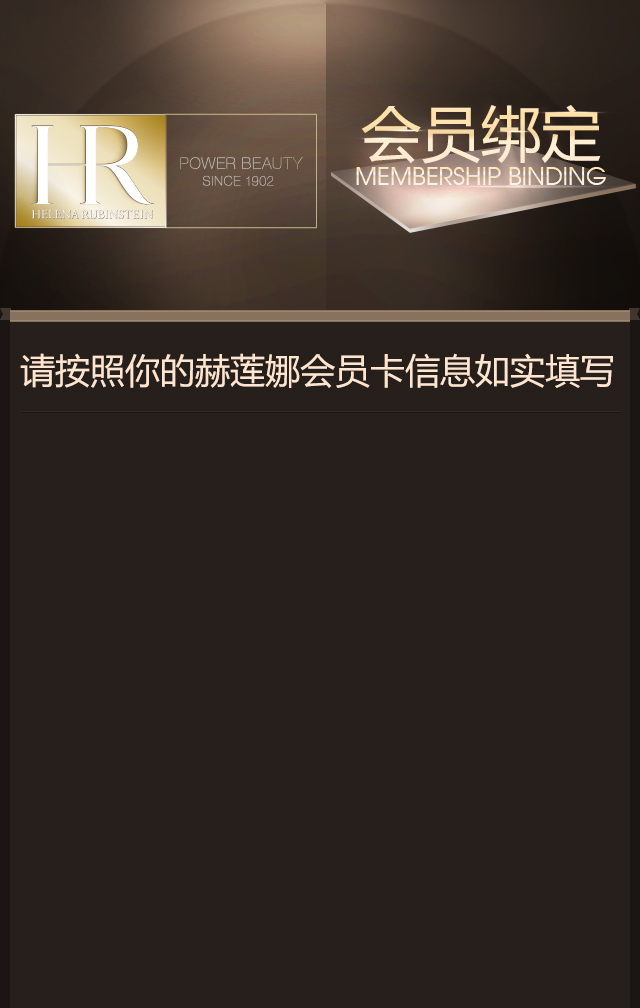 HR
HELENA RUBINSTEIN
POWER BEAUTY
SINCE 1902
会员绑定
MEMBERSHIP BINDING
请按照你的赫莲娜会员卡信息如实填写